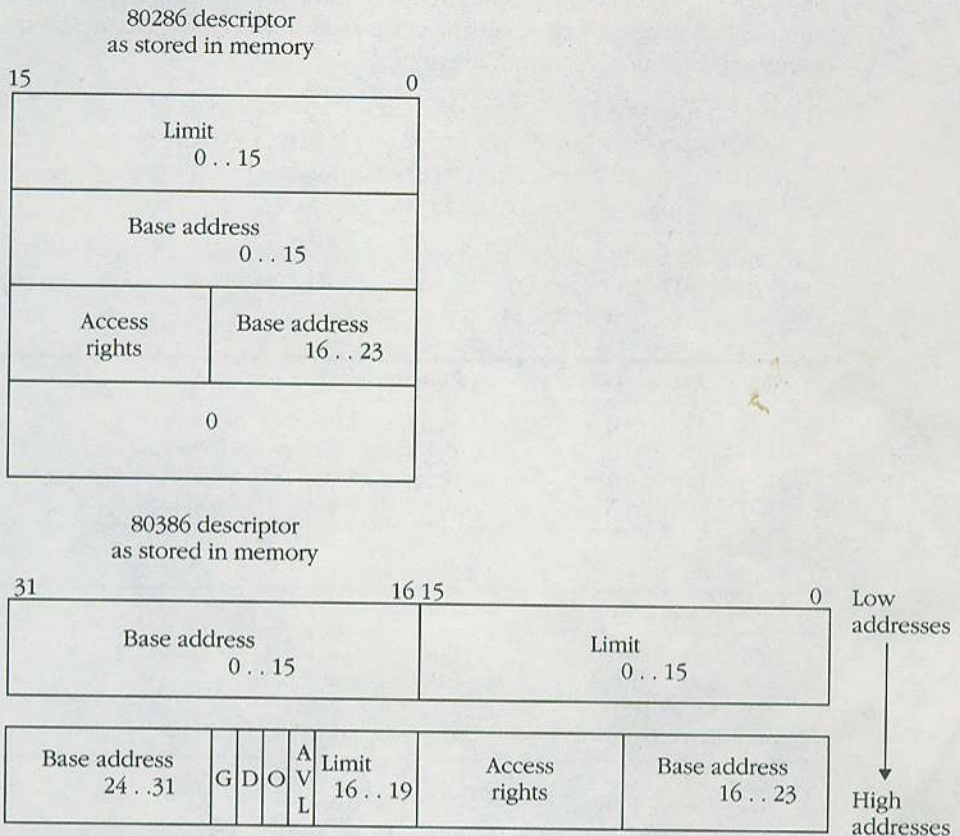 80286 descriptor
as stored in memory
15 0
Limit
0 . . 15
Base address
0 . . 15
Access
rights
Base address
16 . . 23
0
80386 descriptor
as stored in memory
31 16 15 0
Low
addresses
Base address
0 . . 15
Limit
0 . . 15
Base address
24 . .31
G
D
O
A
V
L
Limit
16 . . 19
Access
rights
Base address
16 . . 23
High
addresses